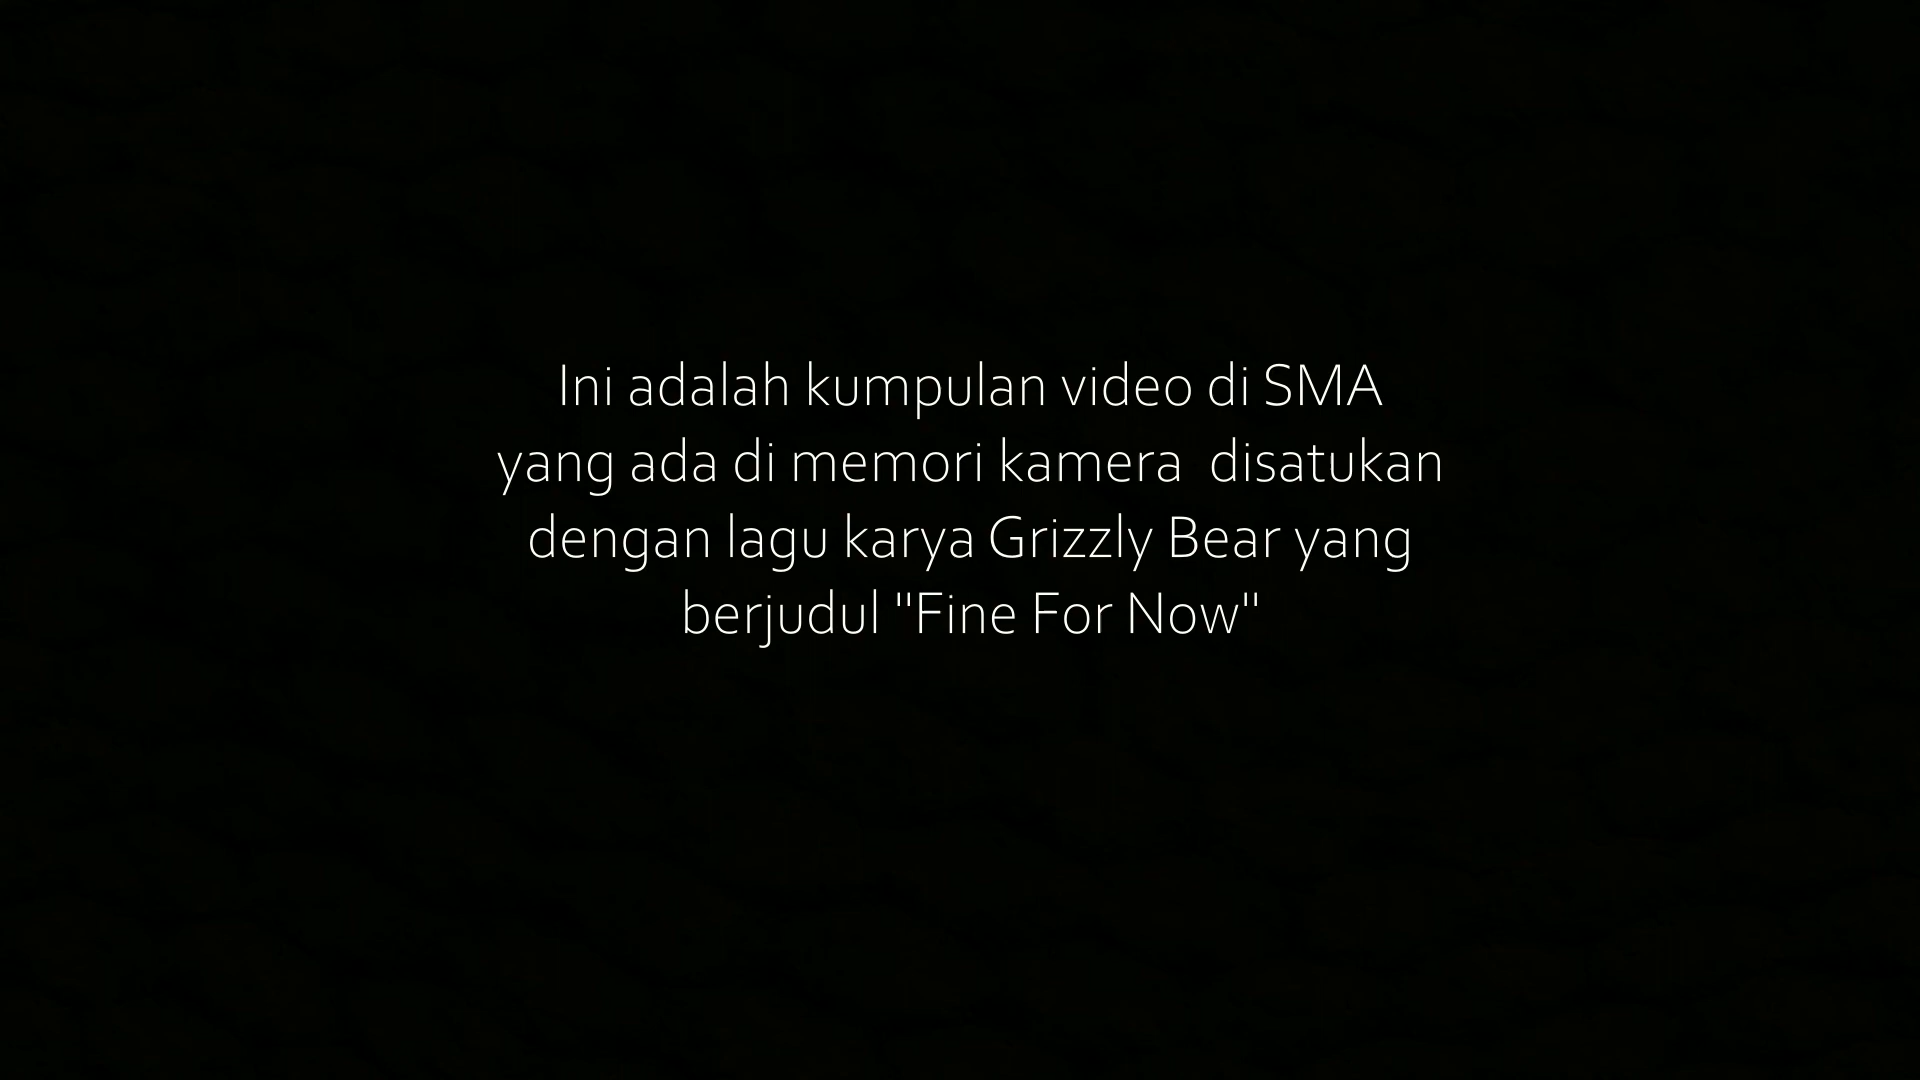 Ini adalah kumpulan video di SMA
yang ada di memori kamera  disatukan
dengan lagu karya Grizzly Bear yang
berjudul "Fine For Now"